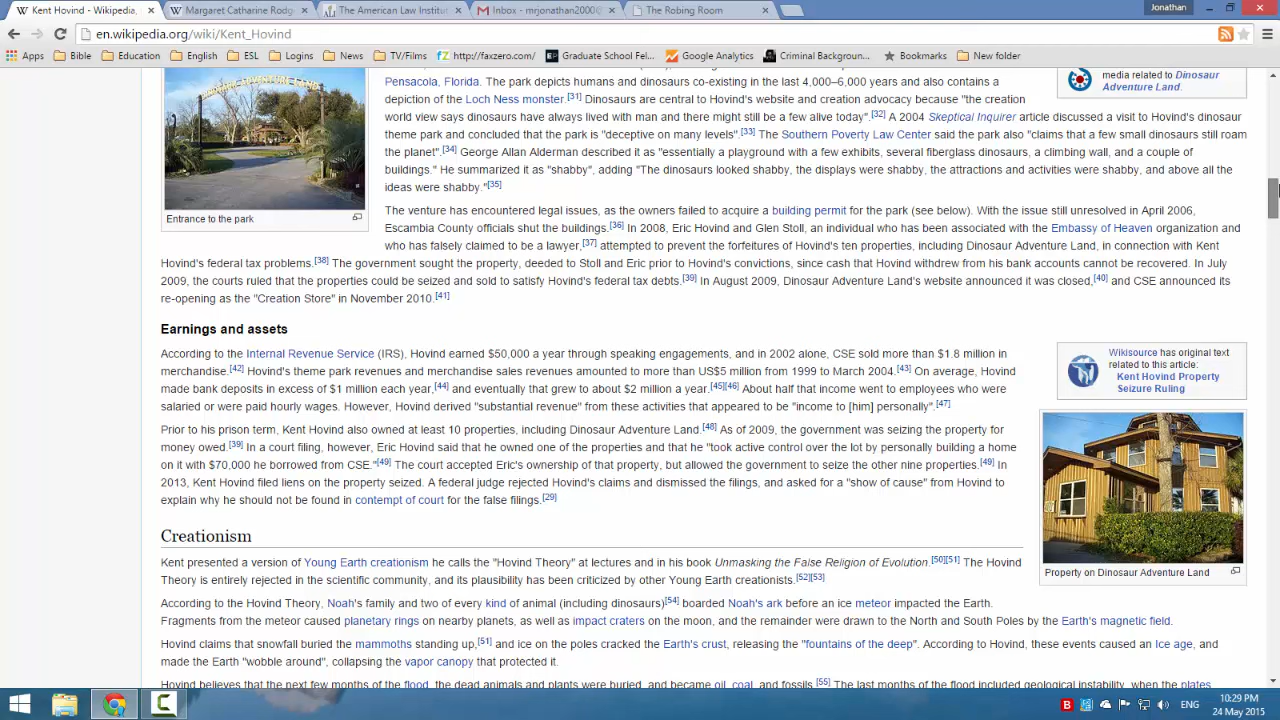 Jonathan
Kent Hovind - Wikipedia,
Margaret Catharine Rodge
The American Law Institut
Inbox - mrjonathan2000@
The Robing Room
en.wikipedia.org/wiki/Kent_Hovind
Apps Bible Education English ESL Logins News TV/Films http://faxzero.com/ Graduate School Fel... Google Analytics Criminal Backgroun... Bookmarks New folder
Pensacola, Florida. The park depicts humans and dinosaurs co-existing in the last 4,000–6,000 years and also contains a
depiction of the Loch Ness monster.[31] Dinosaurs are central to Hovind's website and creation advocacy because "the creation
world view says dinosaurs have always lived with man and there might still be a few alive today".[32] A 2004 Skeptical Inquirer article discussed a visit to Hovind's dinosaur
theme park and concluded that the park is "deceptive on many levels".[33] The Southern Poverty Law Center said the park also "claims that a few small dinosaurs still roam
the planet".[34] George Allan Alderman described it as "essentially a playground with a few exhibits, several fiberglass dinosaurs, a climbing wall, and a couple of
buildings." He summarized it as "shabby", adding "The dinosaurs looked shabby, the displays were shabby, the attractions and activities were shabby, and above all the
ideas were shabby."[35]
media related to Dinosaur
Adventure Land.
Entrance to the park
The venture has encountered legal issues, as the owners failed to acquire a building permit for the park (see below). With the issue still unresolved in April 2006,
Escambia County officials shut the buildings.[36] In 2008, Eric Hovind and Glen Stoll, an individual who has been associated with the Embassy of Heaven organization and
who has falsely claimed to be a lawyer,[37] attempted to prevent the forfeitures of Hovind's ten properties, including Dinosaur Adventure Land, in connection with Kent
Hovind's federal tax problems.[38] The government sought the property, deeded to Stoll and Eric prior to Hovind's convictions, since cash that Hovind withdrew from his bank accounts cannot be recovered. In July
2009, the courts ruled that the properties could be seized and sold to satisfy Hovind's federal tax debts.[39] In August 2009, Dinosaur Adventure Land's website announced it was closed,[40] and CSE announced its
re-opening as the "Creation Store" in November 2010.[41]
Earnings and assets
According to the Internal Revenue Service (IRS), Hovind earned $50,000 a year through speaking engagements, and in 2002 alone, CSE sold more than $1.8 million in
merchandise.[42] Hovind's theme park revenues and merchandise sales revenues amounted to more than US$5 million from 1999 to March 2004.[43] On average, Hovind
made bank deposits in excess of $1 million each year,[44] and eventually that grew to about $2 million a year.[45][46] About half that income went to employees who were
salaried or were paid hourly wages. However, Hovind derived "substantial revenue" from these activities that appeared to be "income to [him] personally".[47]
Wikisource has original text
related to this article:
Kent Hovind Property
Seizure Ruling
Prior to his prison term, Kent Hovind also owned at least 10 properties, including Dinosaur Adventure Land.[48] As of 2009, the government was seizing the property for
money owed.[39] In a court filing, however, Eric Hovind said that he owned one of the properties and that he "took active control over the lot by personally building a home
on it with $70,000 he borrowed from CSE."[49] The court accepted Eric's ownership of that property, but allowed the government to seize the other nine properties.[49] In
2013, Kent Hovind filed liens on the property seized. A federal judge rejected Hovind's claims and dismissed the filings, and asked for a "show of cause" from Hovind to
explain why he should not be found in contempt of court for the false filings.[29]
Property on Dinosaur Adventure Land
Creationism
Kent presented a version of Young Earth creationism he calls the "Hovind Theory" at lectures and in his book Unmasking the False Religion of Evolution.[50][51] The Hovind
Theory is entirely rejected in the scientific community, and its plausibility has been criticized by other Young Earth creationists.[52][53]
According to the Hovind Theory, Noah's family and two of every kind of animal (including dinosaurs)[54] boarded Noah's ark before an ice meteor impacted the Earth.
Fragments from the meteor caused planetary rings on nearby planets, as well as impact craters on the moon, and the remainder were drawn to the North and South Poles by the Earth's magnetic field.
Hovind claims that snowfall buried the mammoths standing up,[51] and ice on the poles cracked the Earth's crust, releasing the "fountains of the deep". According to Hovind, these events caused an Ice age, and
made the Earth "wobble around", collapsing the vapor canopy that protected it.
Hovind believes that the next few months of the flood, the dead animals and plants were buried, and became oil, coal, and fossils.[55] The last months of the flood included geological instability, when the plates
ENG
10:29 PM
24 May 2015